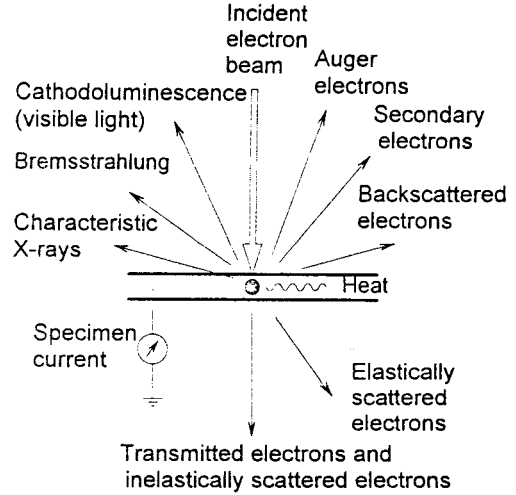 Incident
electron
beam
Auger
electrons
Cathodoluminescence
(visible light)
Secondary
electrons
Bremsstrahlung
Backscattered
electrons
Characteristic
X-rays
Heat
Specimen
current
Elastically
scattered
electrons
Transmitted electrons and
inelastically scattered electrons